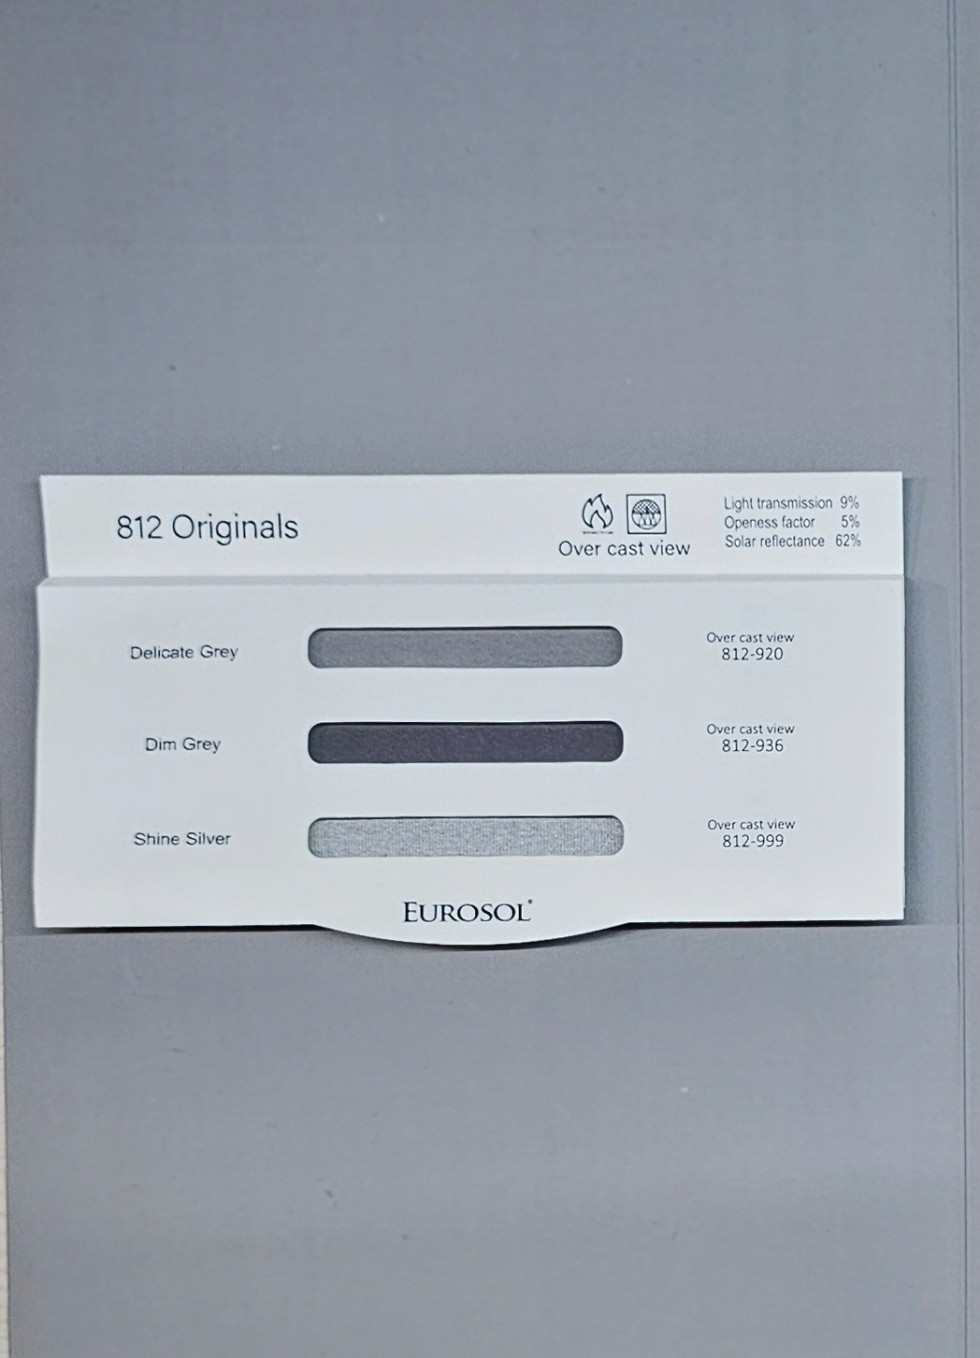 812 Originals
Over cast view
Light transmission 9%
Openess factor 5%
Solar reflectance 62%
Delicate Grey
Over cast view
812-920
Dim Grey
Over cast view
812-936
Shine Silver
Over cast view
812-999
EUROSOL®